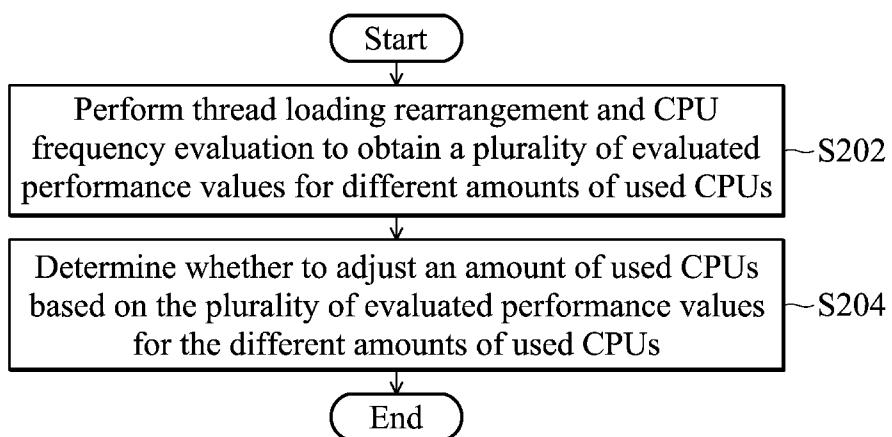 Start
Perform thread loading rearrangement and CPU
frequency evaluation to obtain a plurality of evaluated
performance values for different amounts of used CPUs
S202
Determine whether to adjust an amount of used CPUs
based on the plurality of evaluated performance values
for the different amounts of used CPUs
S204
End